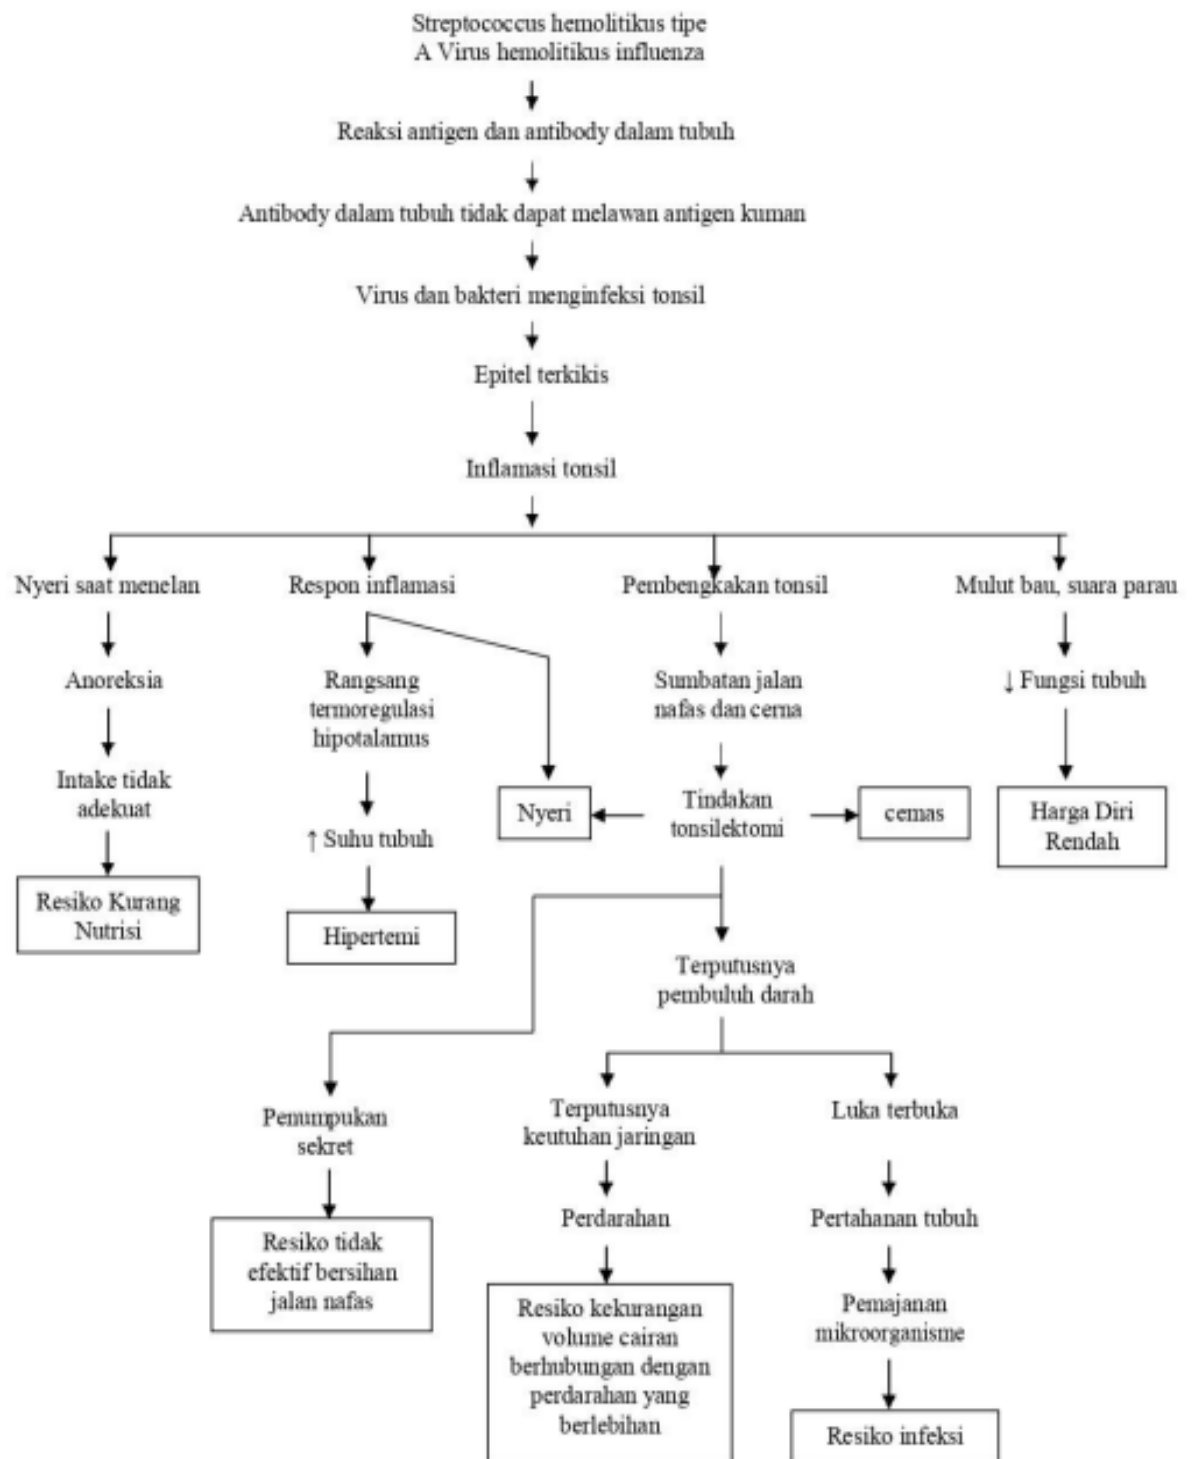 Streptococcus hemolitikus tipe
A Virus hemolitikus influenza
Reaksi antigen dan antibody dalam tubuh
Antibody dalam tubuh tidak dapat melawan antigen kuman
Virus dan bakteri menginfeksi tonsil
Epitel terkikis
Inflamasi tonsil
Nyeri saat menelan
Respon inflamasi
Pembengkakan tonsil
Mulut bau, suara parau
Anoreksia
Rangsang
termoregulasi
hipotalamus
Sumbatan jalan
nafas dan cerna
↓ Fungsi tubuh
Intake tidak
adekuat
Nyeri
Tindakan
tonsilektomi
cemas
Harga Diri
Rendah
↑ Suhu tubuh
Resiko Kurang
Nutrisi
Hipertemi
Terputusnya
pembuluh darah
Penumpukan
sekret
Terputusnya
keutuhan jaringan
Luka terbuka
Perdarahan
Pertahanan tubuh
Resiko tidak
efektif bersihan
jalan nafas
Pemajanan
mikroorganisme
Resiko kekurangan
volume cairan
berhubungan dengan
perdarahan yang
berlebihan
Resiko infeksi